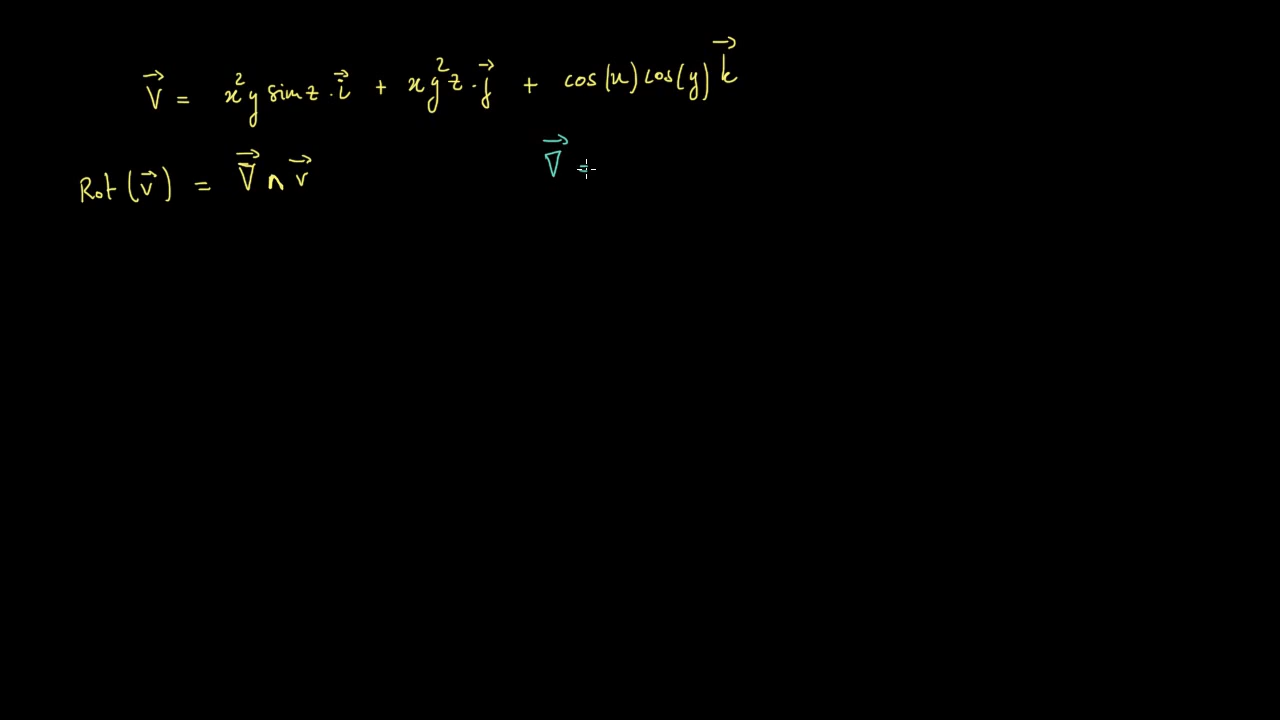 V⃗ = x²y sin z . i⃗ + xy²z . j⃗ + cos(x) cos(y) k⃗
Rot(v⃗) = ∇⃗ ∧ v⃗
∇⃗ =